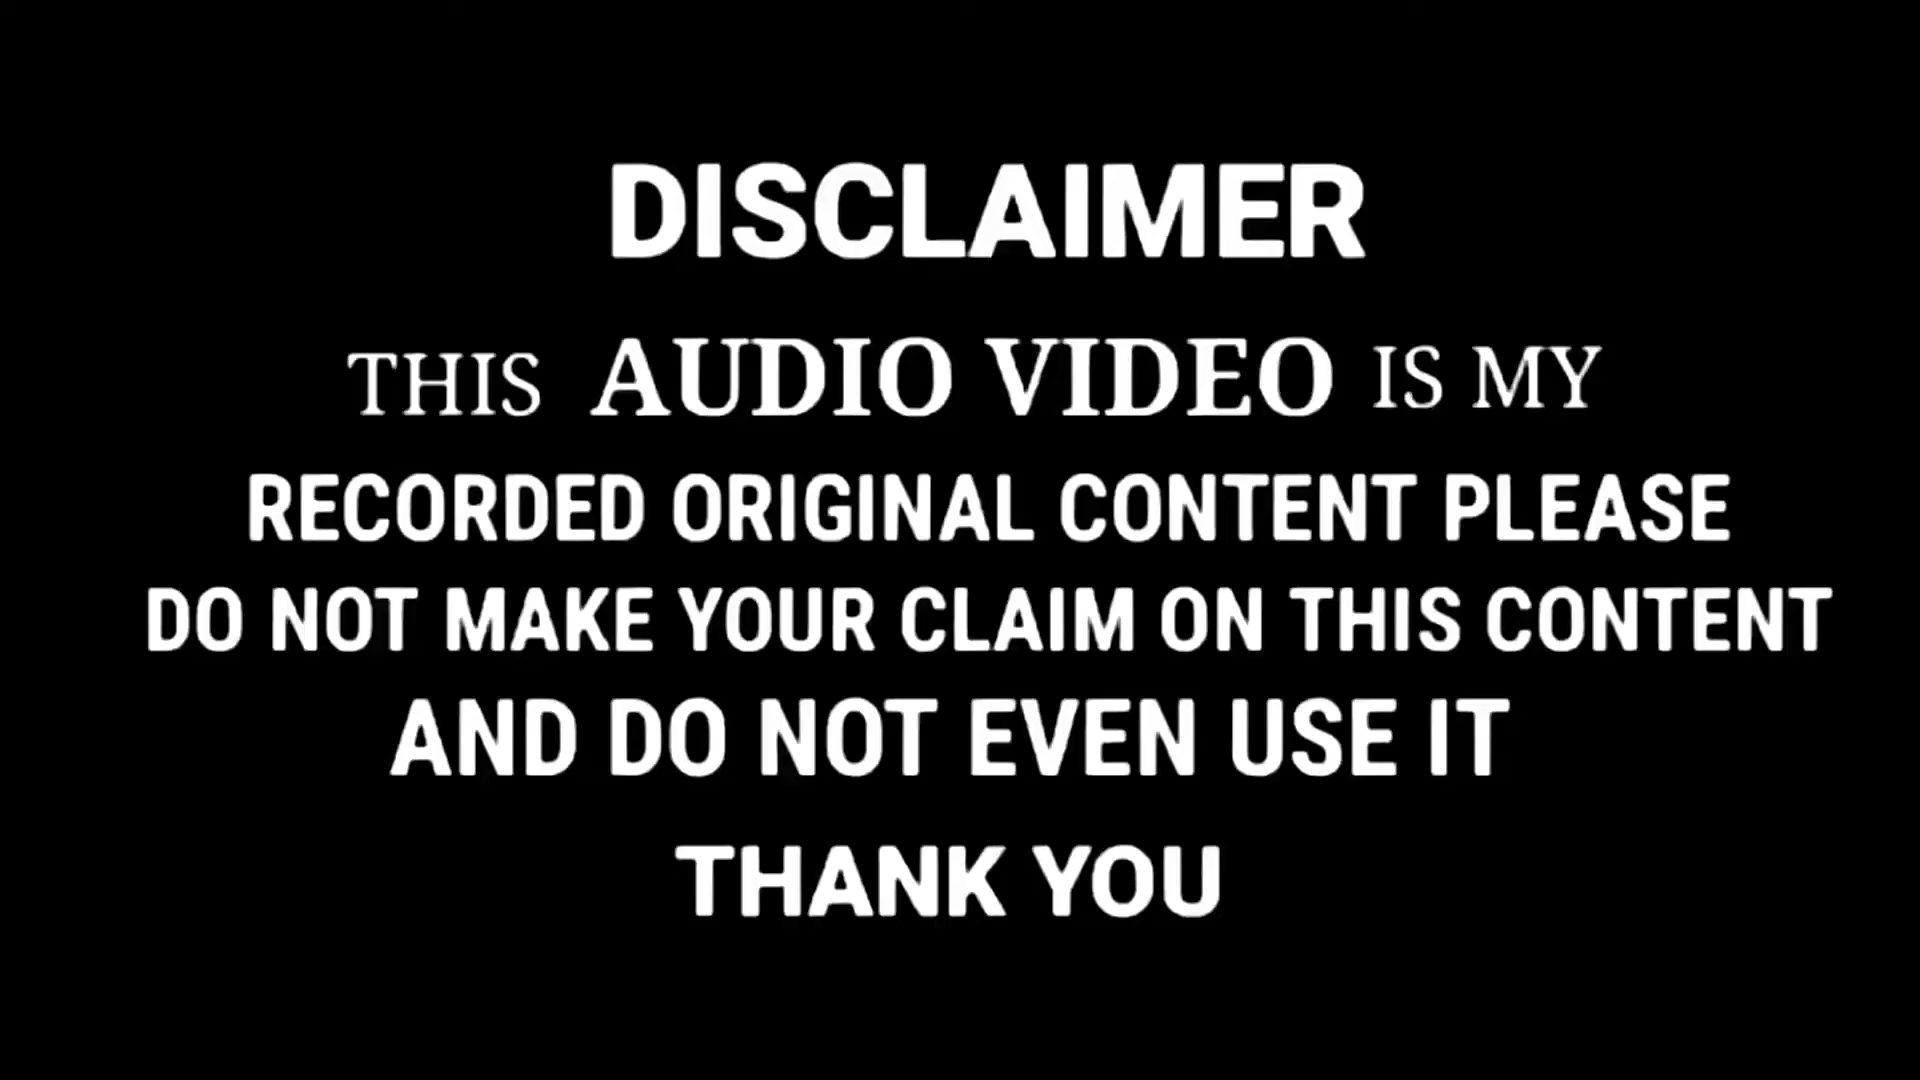 DISCLAIMER
THIS AUDIO VIDEO IS MY
RECORDED ORIGINAL CONTENT PLEASE
DO NOT MAKE YOUR CLAIM ON THIS CONTENT
AND DO NOT EVEN USE IT
THANK YOU